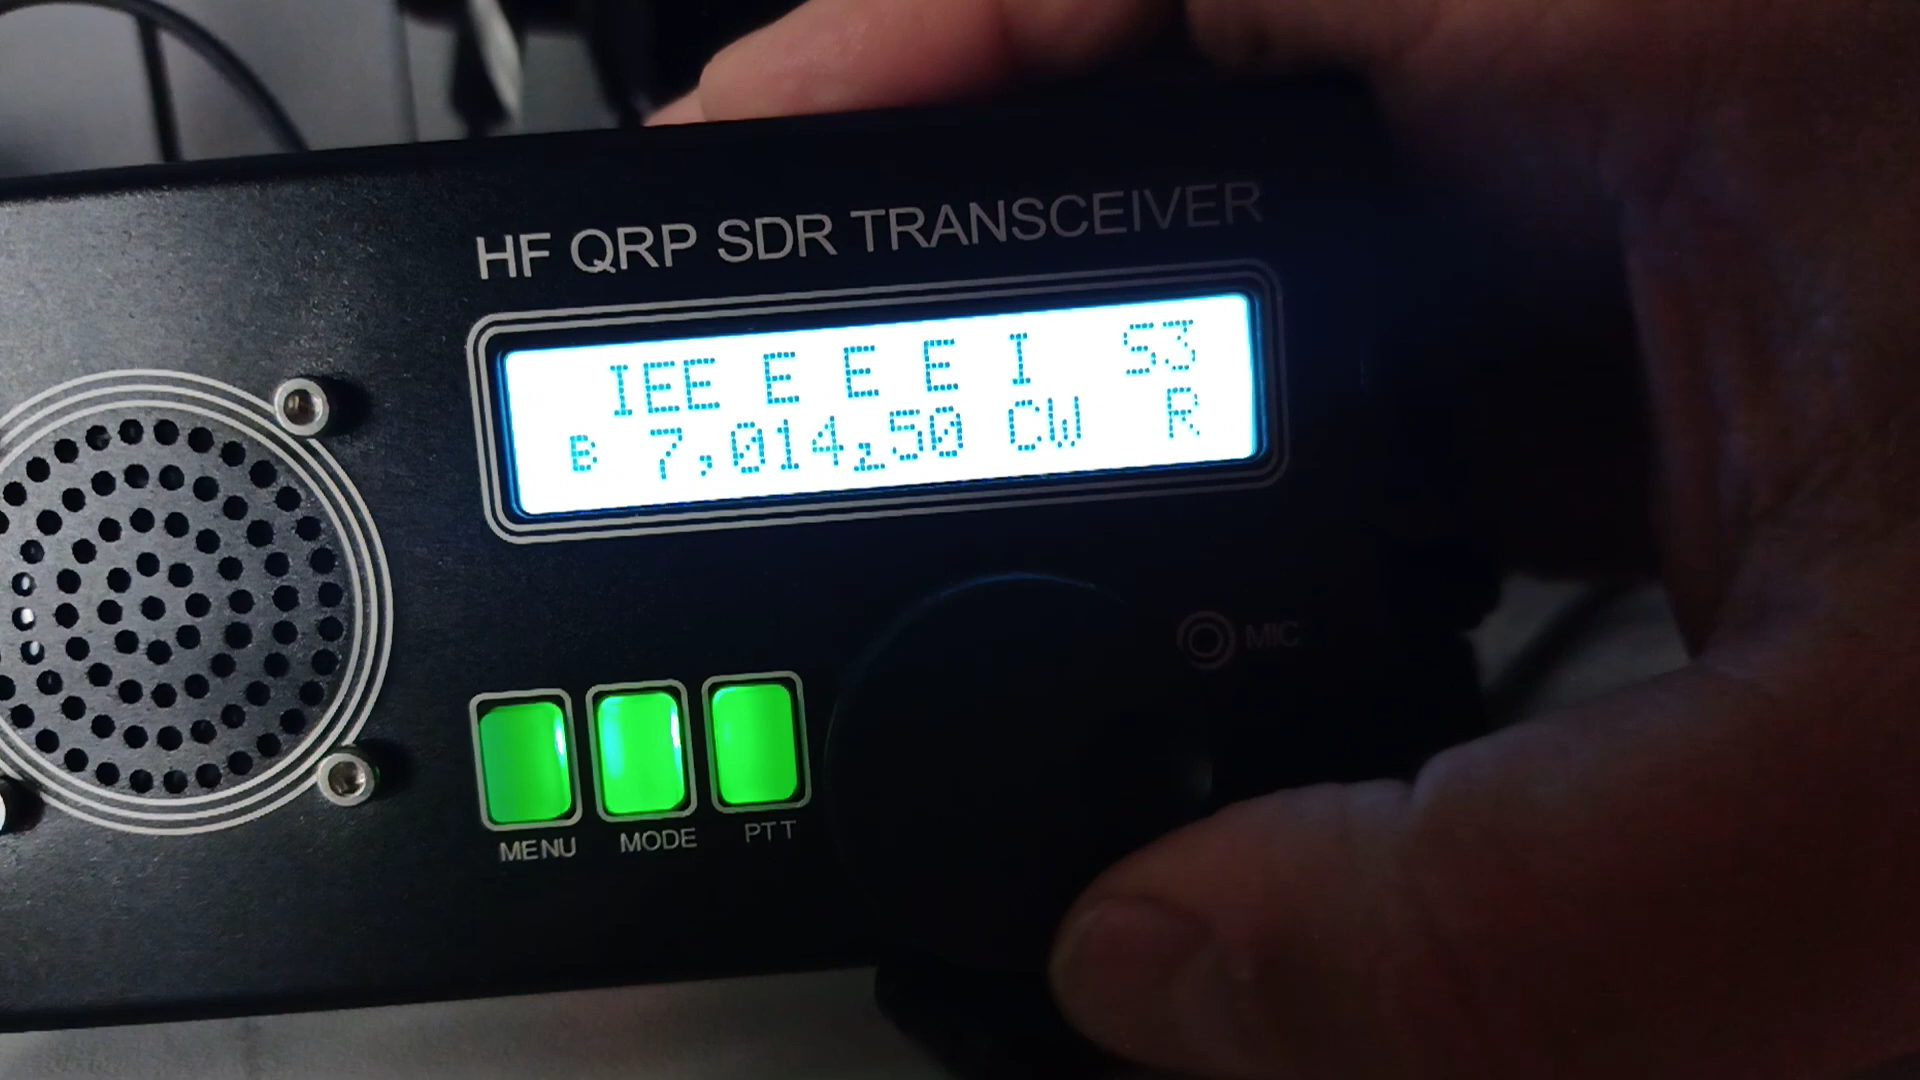 HF QRP SDR TRANSCEIVER
IEE E E E I S3
B 7,014,50 CW R
MIC
MENU MODE PTT